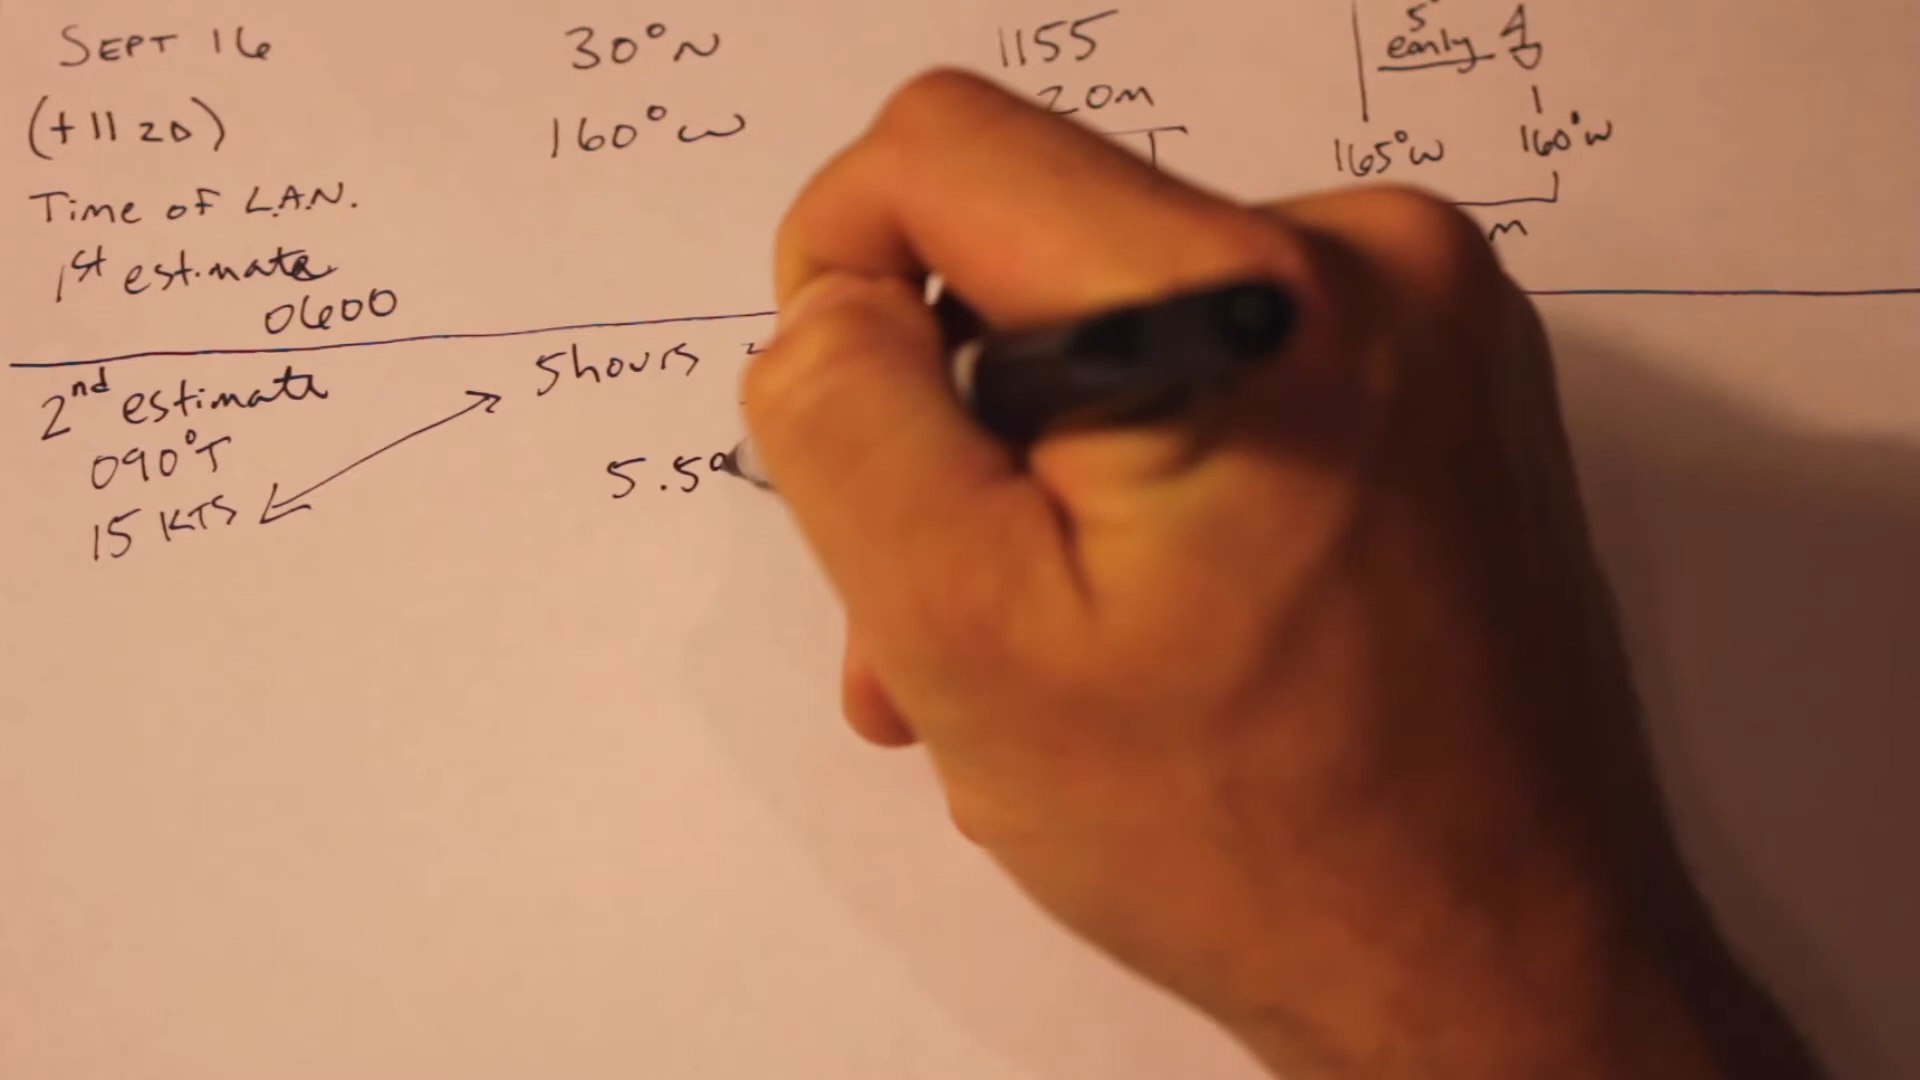 SEPT 16
(+11 ZD)
Time of L.A.N.
1st estimate
0600
30°N
160°W
1155
20m
5°
early
165°W
160°W
m
2nd estimate
090°T
15 KTS
5 hours
5.5°